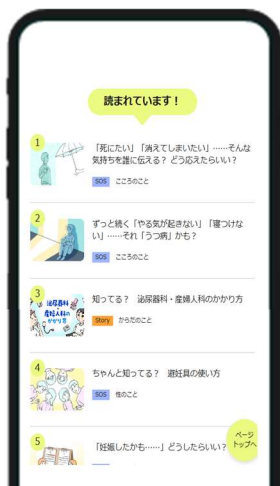 読まれています！
1
「死にたい」「消えてしまいたい」……そんな
気持ちを誰に伝える？ どう応えたらいい？
SOS こころのこと
2
ずっと続く「やる気が起きない」「寝つけな
い」……それ「うつ病」かも？
SOS こころのこと
3
泌尿器科・
産婦人科の
かかり方
知ってる？ 泌尿器科・産婦人科のかかり方
Story からだのこと
4
ちゃんと知ってる？ 避妊具の使い方
SOS 性のこと
5
「妊娠したかも……」どうしたらいい？
ページ
トップへ